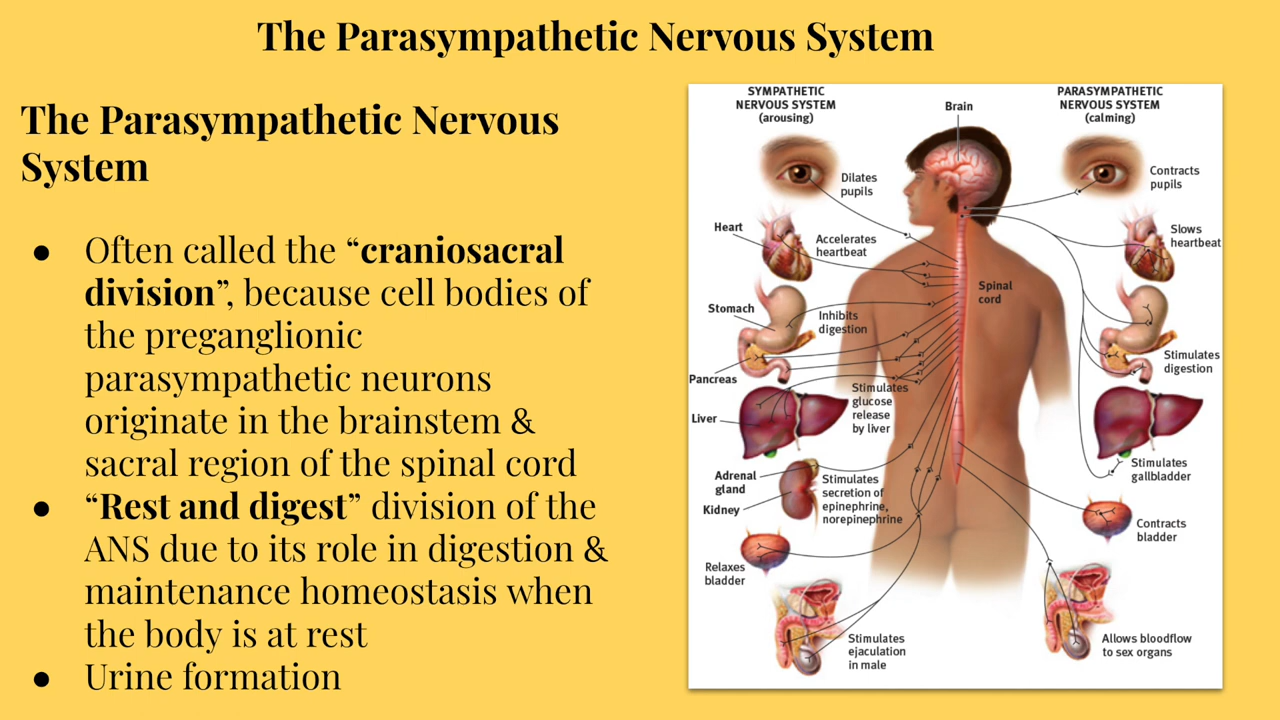 The Parasympathetic Nervous System
The Parasympathetic Nervous
System
● Often called the “craniosacral
division”, because cell bodies of
the preganglionic
parasympathetic neurons
originate in the brainstem &
sacral region of the spinal cord
● “Rest and digest” division of the
ANS due to its role in digestion &
maintenance homeostasis when
the body is at rest
● Urine formation
SYMPATHETIC
NERVOUS SYSTEM
(arousing)
Brain
PARASYMPATHETIC
NERVOUS SYSTEM
(calming)
Dilates
pupils
Contracts
pupils
Heart
Accelerates
heartbeat
Slows
heartbeat
Spinal
cord
Stomach
Inhibits
digestion
Stimulates
digestion
Pancreas
Stimulates
glucose
release
by liver
Liver
Stimulates
gallbladder
Adrenal
gland
Kidney
Stimulates
secretion of
epinephrine,
norepinephrine
Contracts
bladder
Relaxes
bladder
Stimulates
ejaculation
in male
Allows bloodflow
to sex organs